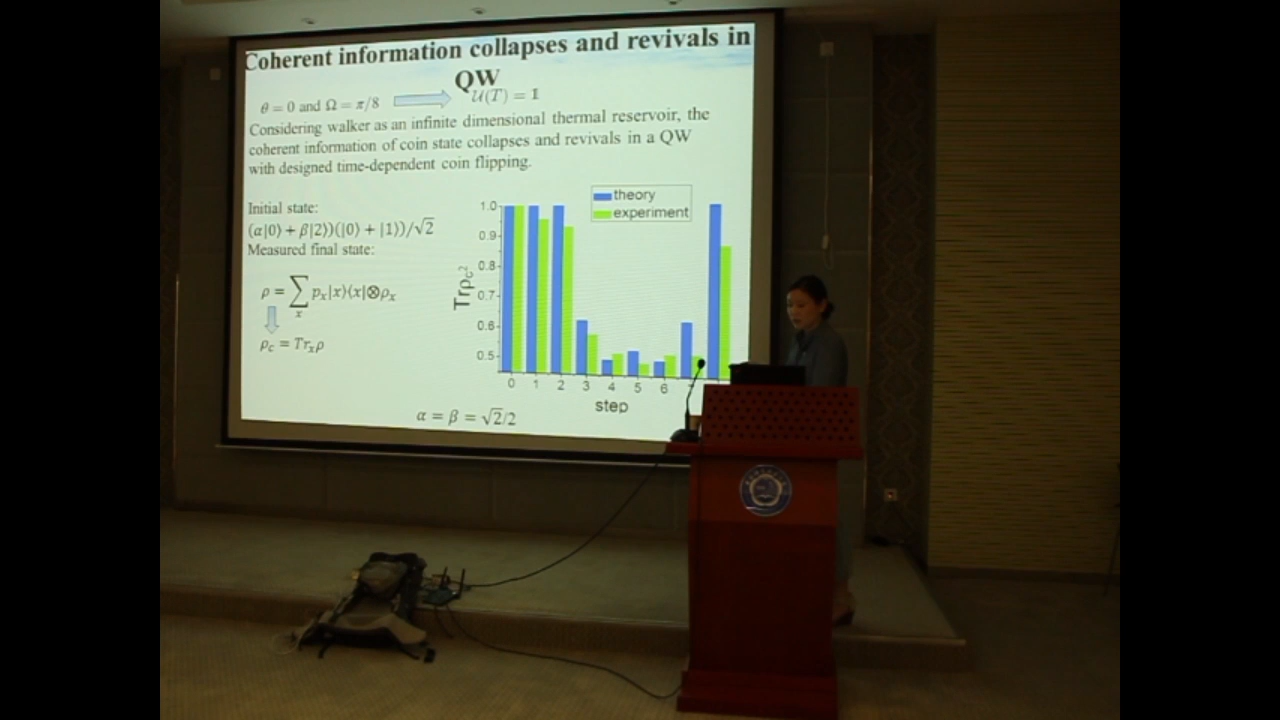 Coherent information collapses and revivals in
QW
θ = 0 and Ω = π/8
𝒰(T) = 𝟙
Considering walker as an infinite dimensional thermal reservoir, the
coherent information of coin state collapses and revivals in a QW
with designed time-dependent coin flipping.
Initial state:
(α|0⟩ + β|2⟩)(|0⟩ + |1⟩)/√2
Measured final state:
ρ = ∑ pₓ|x⟩⟨x|⊗ρₓ
x
ρ_c = Trₓρ
theory
experiment
1.0
0.9
0.8
0.7
0.6
0.5
Trρ_c²
0 1 2 3 4 5 6
step
α = β = √2/2